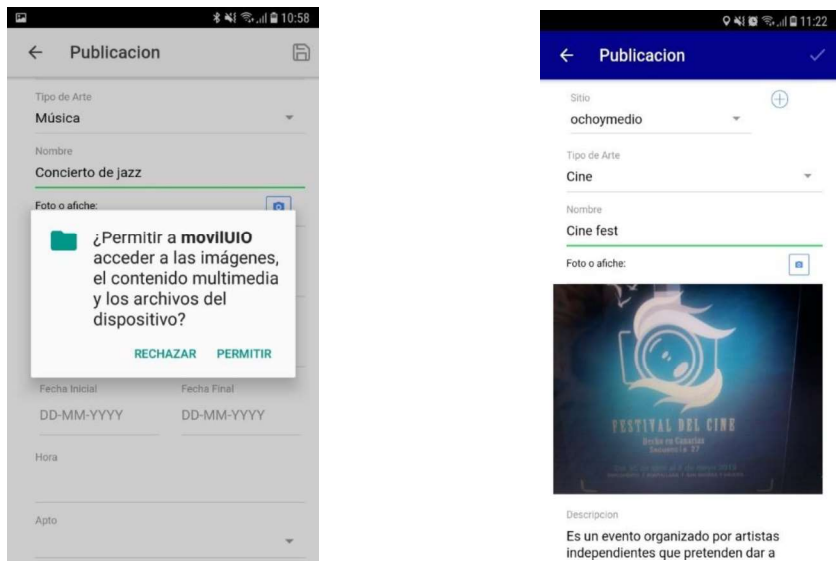 10:58
Publicacion
Tipo de Arte
Música
Nombre
Concierto de jazz
Foto o afiche:
¿Permitir a movilUIO
acceder a las imágenes,
el contenido multimedia
y los archivos del
dispositivo?
RECHAZAR PERMITIR
Fecha Inicial Fecha Final
DD-MM-YYYY DD-MM-YYYY
Hora
Apto
11:22
Publicacion
Sitio
ochoymedio
Tipo de Arte
Cine
Nombre
Cine fest
Foto o afiche:
FESTIVAL DEL CINE
Hecho en Canarias
Descripcion
Es un evento organizado por artistas
independientes que pretenden dar a